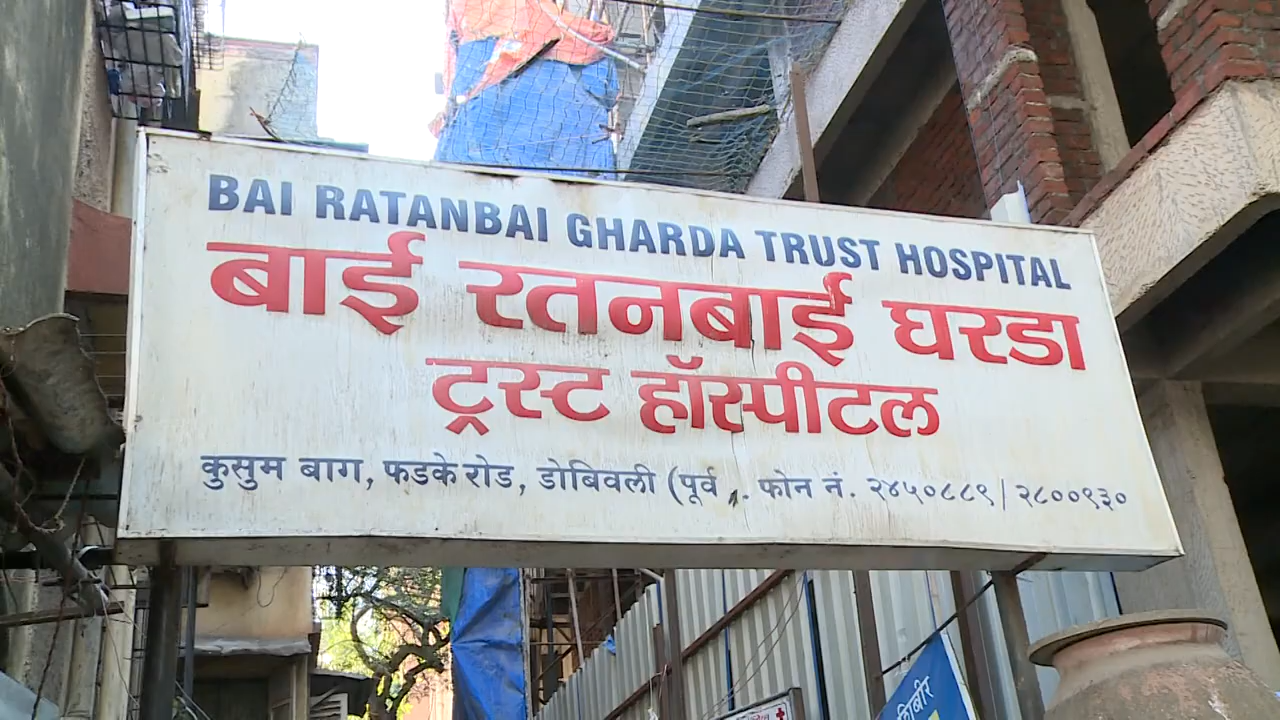 BAI RATANBAI GHARDA TRUST HOSPITAL
बाई रतनबाई घरडा
ट्रस्ट हॉस्पीटल
कुसुम बाग, फडके रोड, डोंबिवली (पूर्व . फोन नं. २४५०८८९ / २८००९३०